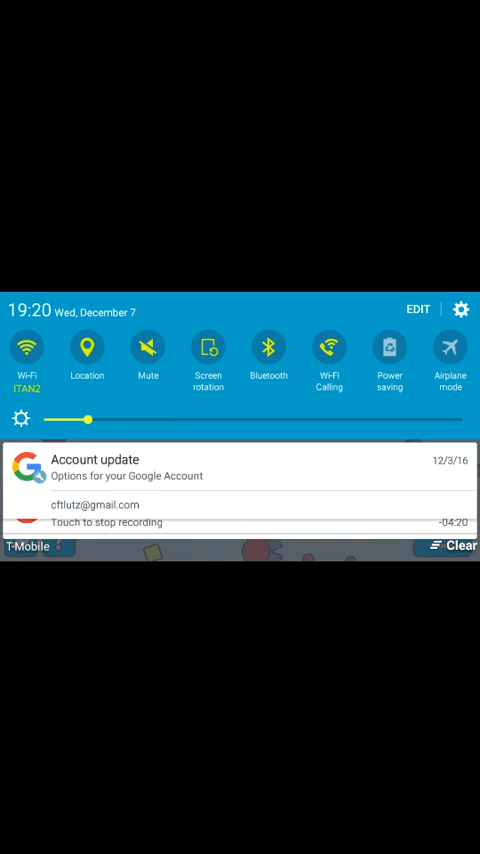 19:20 Wed, December 7 EDIT
Wi-Fi Location Mute Screen rotation Bluetooth Wi-Fi Calling Power saving Airplane mode
ITAN2
Account update 12/3/16
Options for your Google Account
cftlutz@gmail.com
Touch to stop recording -04:20
T-Mobile ? Clear